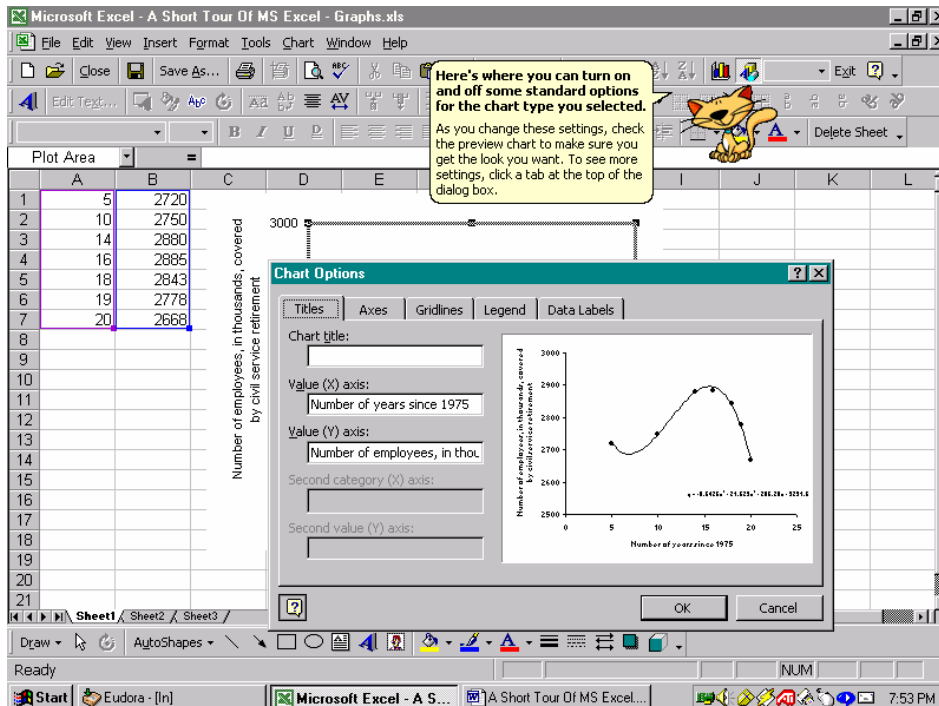 Microsoft Excel - A Short Tour Of MS Excel - Graphs.xls
File Edit View Insert Format Tools Chart Window Help
Close Save As... Exit
Here's where you can turn on
and off some standard options
for the chart type you selected.
As you change these settings, check
the preview chart to make sure you
get the look you want. To see more
settings, click a tab at the top of the
dialog box.
Edit Text...
B I U D Delete Sheet
Plot Area =
A B C D E I J K L
1 5 2720
2 10 2750
3 14 2880
4 16 2885
5 18 2843
6 19 2778
7 20 2668
8
9
10
11
12
13
14
15
16
17
18
19
20
21
Number of employees, in thousands, covered
by civil service retirement
3000
Chart Options
Titles Axes Gridlines Legend Data Labels
Chart title:
Value (X) axis:
Number of years since 1975
Value (Y) axis:
Number of employees, in thou
Second category (X) axis:
Second value (Y) axis:
Number of employees, in thousands, covered
by civil service retirement
3000
2900
2800
2700
2600
2500
0 5 10 15 20 25
Number of years since 1975
OK Cancel
Sheet1 Sheet2 Sheet3
Draw AutoShapes
Ready NUM
Start Eudora - [In] Microsoft Excel - A S... A Short Tour Of MS Excel.... 7:53 PM